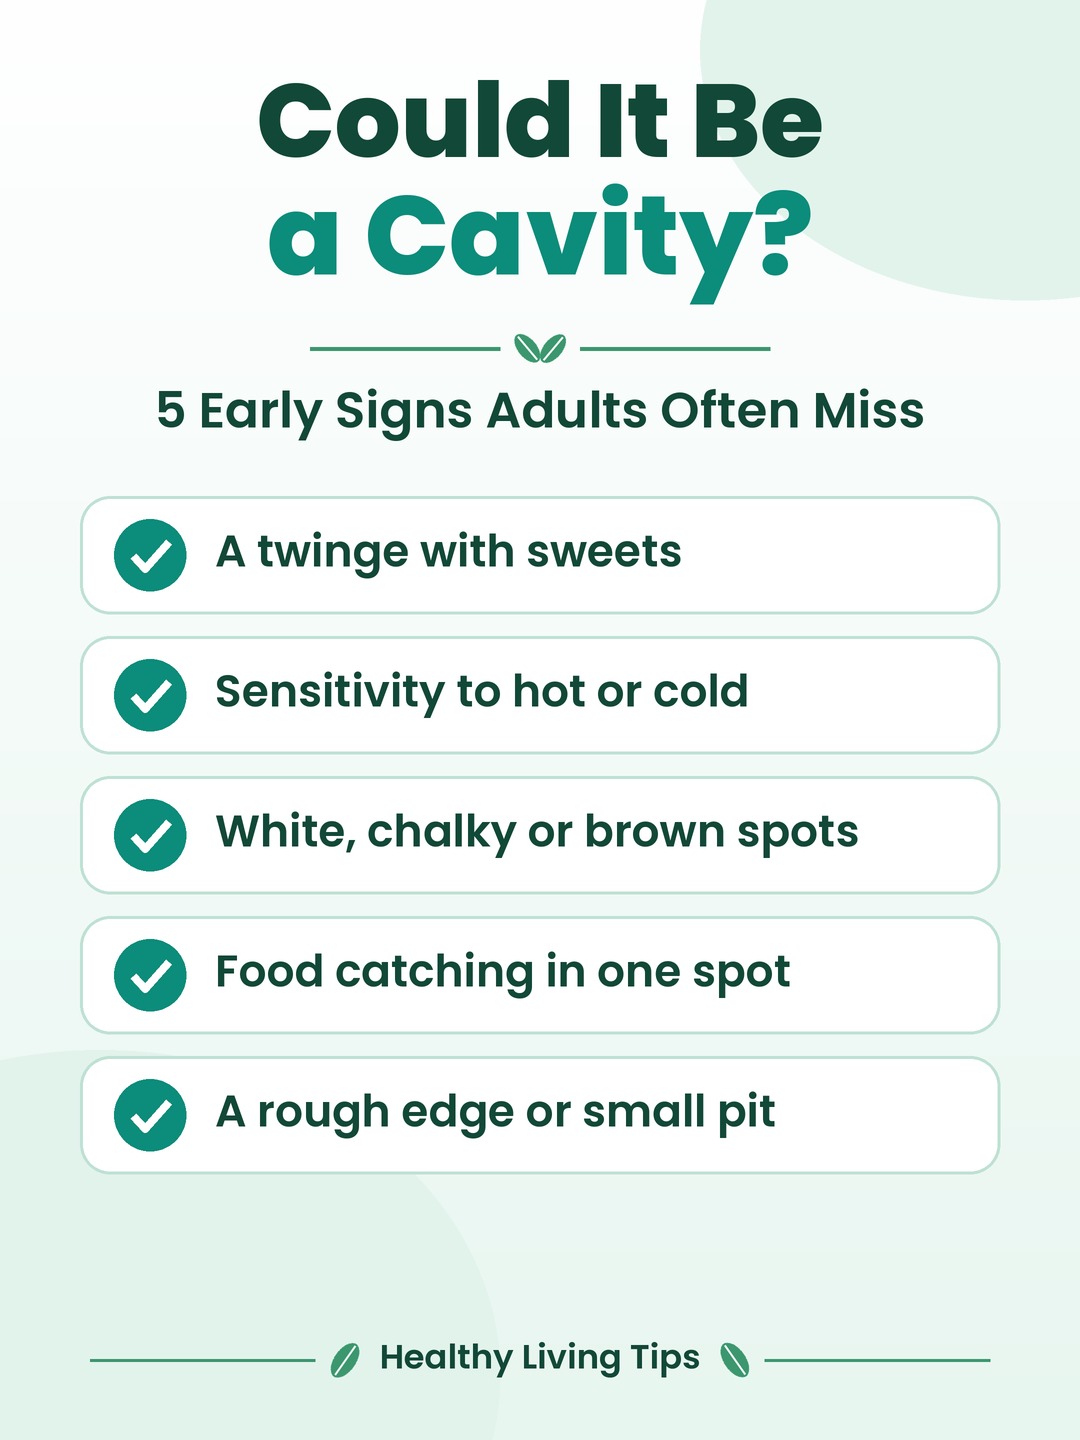 Could It Be
a Cavity?
5 Early Signs Adults Often Miss
A twinge with sweets
Sensitivity to hot or cold
White, chalky or brown spots
Food catching in one spot
A rough edge or small pit
Healthy Living Tips